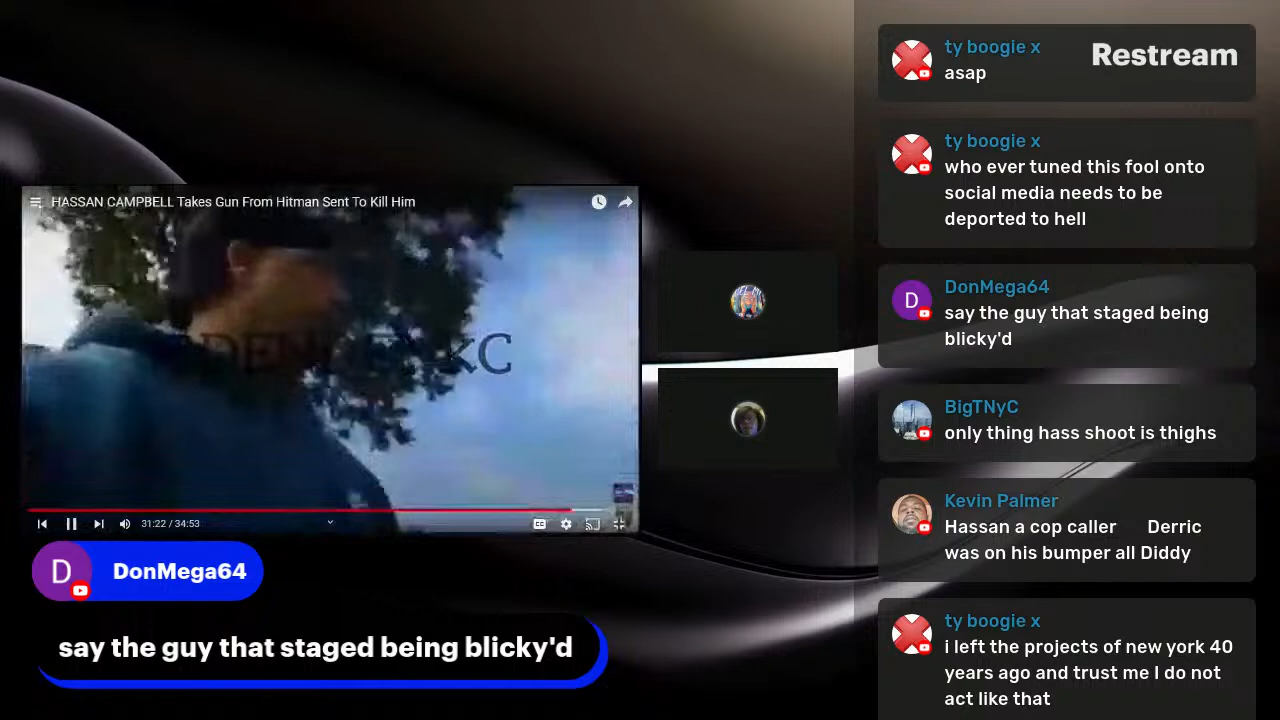 HASSAN CAMPBELL Takes Gun From Hitman Sent To Kill Him
31:22 / 34:53
CC
D
DonMega64
say the guy that staged being blicky'd
Restream
ty boogie x
asap
ty boogie x
who ever tuned this fool onto
social media needs to be
deported to hell
D
DonMega64
say the guy that staged being
blicky'd
BigTNyC
only thing hass shoot is thighs
Kevin Palmer
Hassan a cop caller Derric
was on his bumper all Diddy
ty boogie x
i left the projects of new york 40
years ago and trust me I do not
act like that